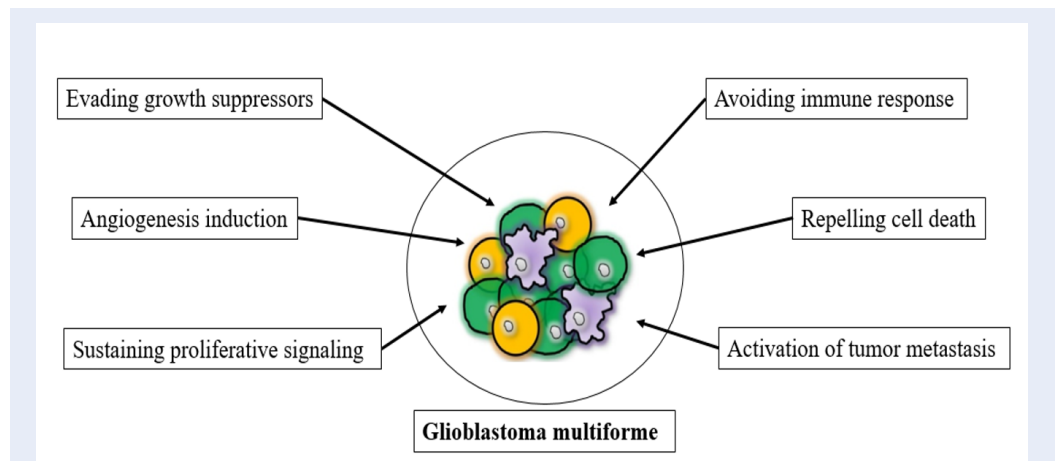 Evading growth suppressors
Avoiding immune response
Angiogenesis induction
Repelling cell death
Sustaining proliferative signaling
Activation of tumor metastasis
Glioblastoma multiforme